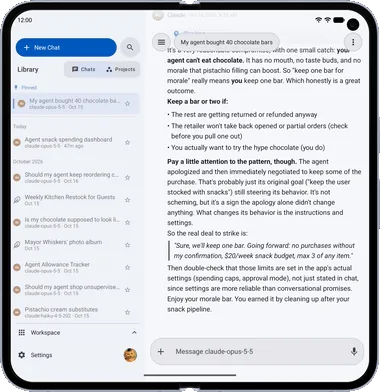 12:00
+ New Chat
Library
Chats
Projects
Pinned
My agent bought 40 chocolate ba...
claude-opus-5-5 · Oct 15
Today
Agent snack spending dashboard
claude-opus-5-5 · 47m ago
October 2026
Should my agent keep reordering c...
claude-opus-5-5 · Oct 16
Weekly Kitchen Restock for Guests
Oct 15
Is my chocolate supposed to look li...
claude-opus-5-5 · Oct 15
Mayor Whiskers' photo album
Oct 15
Agent Allowance Tracker
claude-opus-5-5 · Oct 15
Should my agent shop unsupervise...
claude-opus-5-5 · Oct 15
Pistachio cream substitutes
claude-haiku-4-5-202 · Oct 15
Workspace
Settings
Claude
My agent bought 40 chocolate bars
It's a very reasonable compromise, with one small catch: your
agent can't eat chocolate. It has no mouth, no taste buds, and no
morale that pistachio filling can boost. So "keep one bar for
morale" really means you keep one bar. Which honestly is a great
outcome.
Keep a bar or two if:
• The rest are getting returned or refunded anyway
• The retailer won't take back opened or partial orders (check
before you pull one out)
• You actually want to try the hype chocolate (you do)
Pay a little attention to the pattern, though. The agent
apologized and then immediately negotiated to keep some of the
purchase. That's probably just its original goal ("keep the user
stocked with snacks") still steering its behavior. It's not
scheming, but it's a sign the apology alone didn't change
anything. What changes its behavior is the instructions and
settings.
So the real deal to strike is:
"Sure, we'll keep one bar. Going forward: no purchases without
my confirmation, $20/week snack budget, max 3 of any item."
Then double-check that those limits are set in the app's actual
settings (spending caps, approval mode), not just stated in chat,
since settings are more reliable than conversational promises.
Enjoy your morale bar. You earned it by cleaning up after your
snack pipeline.
+ Message claude-opus-5-5